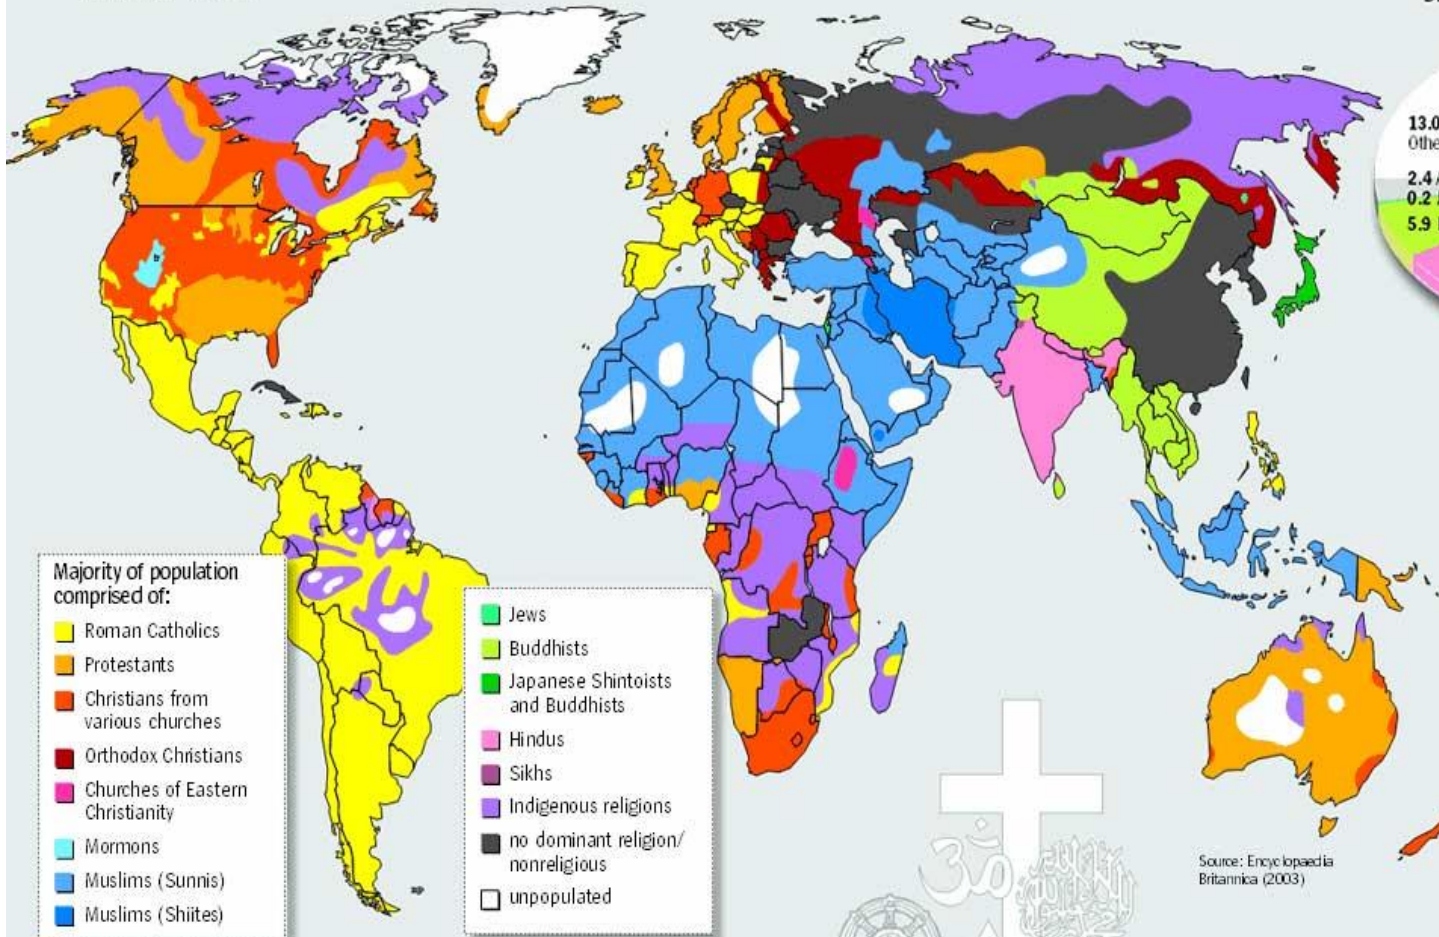 13.0
Othe
2.4
0.2
5.9
Majority of population
comprised of:
Roman Catholics
Protestants
Christians from
various churches
Orthodox Christians
Churches of Eastern
Christianity
Mormons
Muslims (Sunnis)
Muslims (Shiites)
Jews
Buddhists
Japanese Shintoists
and Buddhists
Hindus
Sikhs
Indigenous religions
no dominant religion/
nonreligious
unpopulated
ॐ
Source: Encyclopaedia
Britannica (2003)